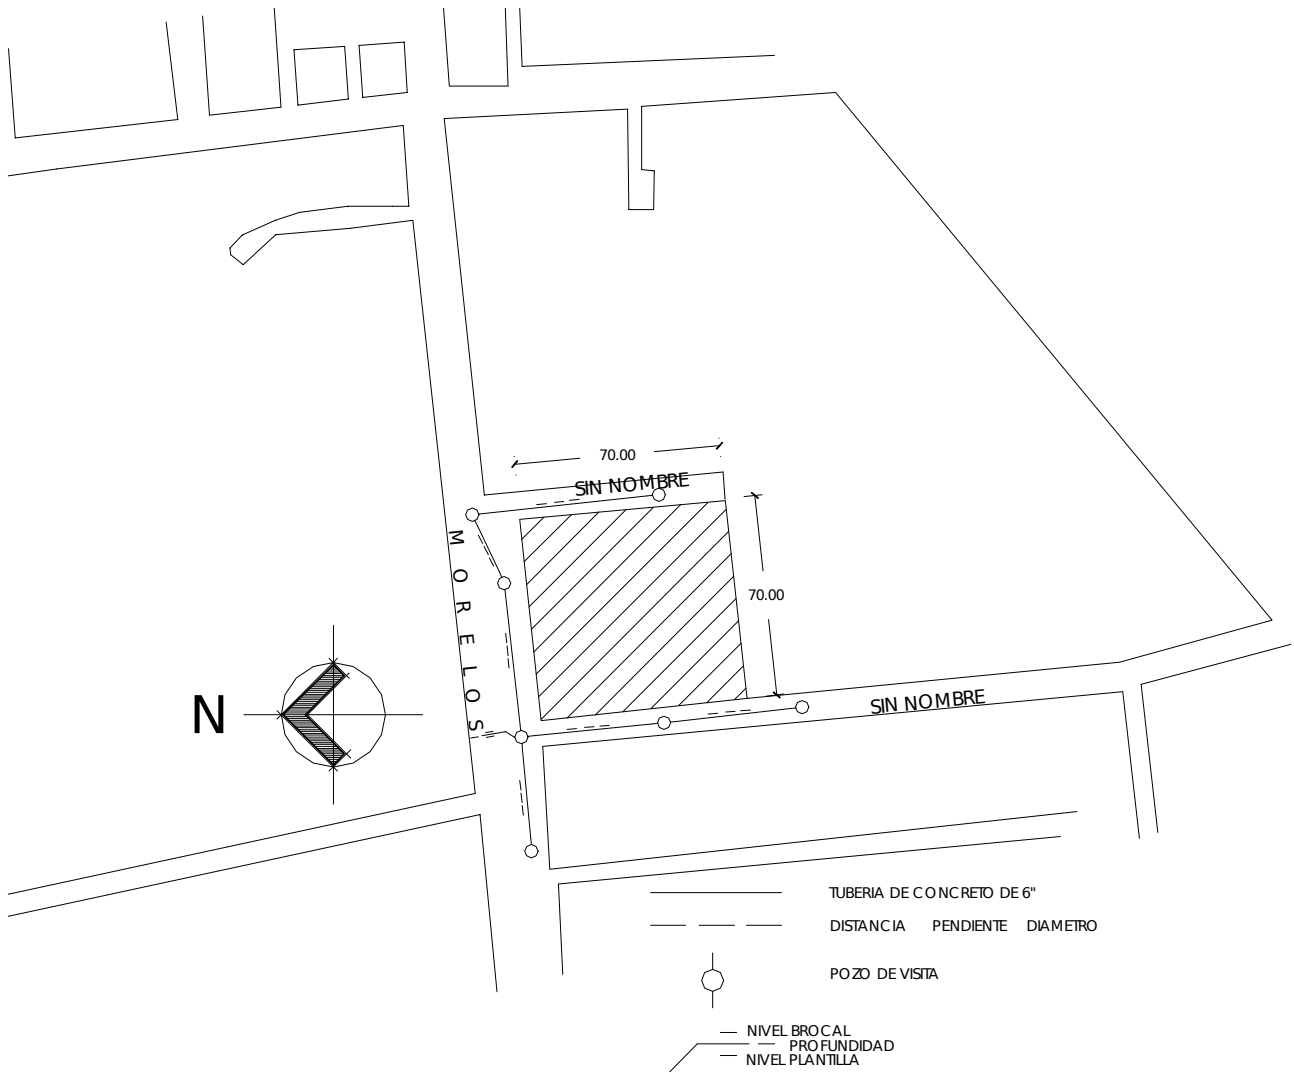 70.00
SIN NOMBRE
MORELOS
70.00
N
SIN NOMBRE
TUBERIA DE CONCRETO DE 6"
DISTANCIA PENDIENTE DIAMETRO
POZO DE VISITA
NIVEL BROCAL
PROFUNDIDAD
NIVEL PLANTILLA